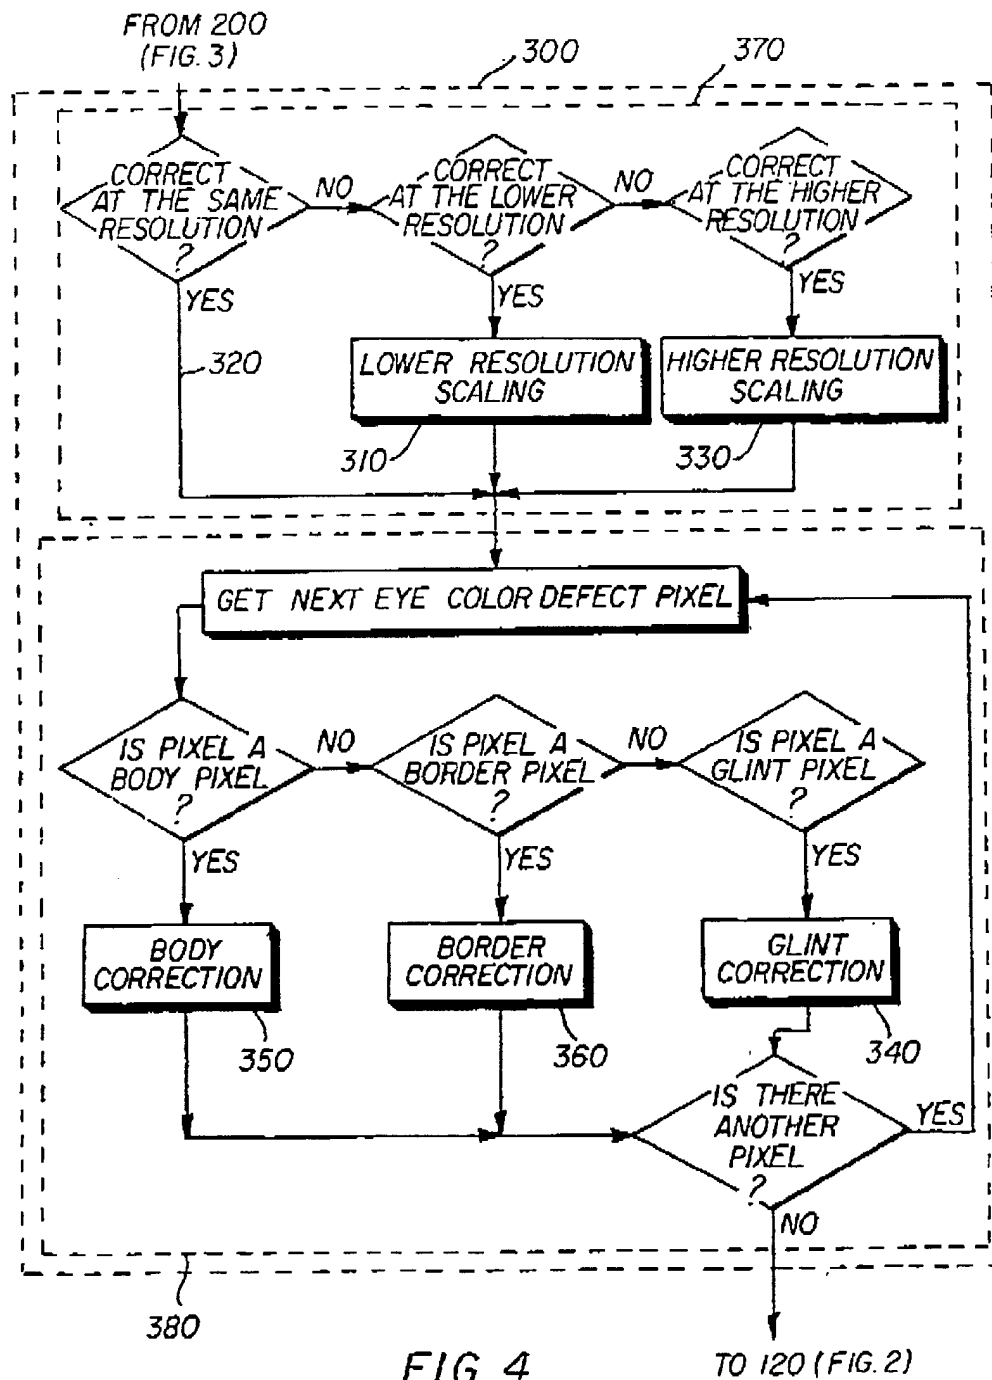 FROM 200
(FIG. 3)
300
370
CORRECT
AT THE SAME
RESOLUTION
?
NO
CORRECT
AT THE LOWER
RESOLUTION
?
NO
CORRECT
AT THE HIGHER
RESOLUTION
?
YES
YES
YES
320
LOWER RESOLUTION
SCALING
HIGHER RESOLUTION
SCALING
310
330
GET NEXT EYE COLOR DEFECT PIXEL
IS PIXEL A
BODY PIXEL
?
NO
IS PIXEL A
BORDER PIXEL
?
NO
IS PIXEL A
GLINT PIXEL
?
YES
YES
YES
BODY
CORRECTION
BORDER
CORRECTION
GLINT
CORRECTION
350
360
340
IS THERE
ANOTHER
PIXEL
?
YES
NO
380
FIG 4
TO 120 (FIG. 2)